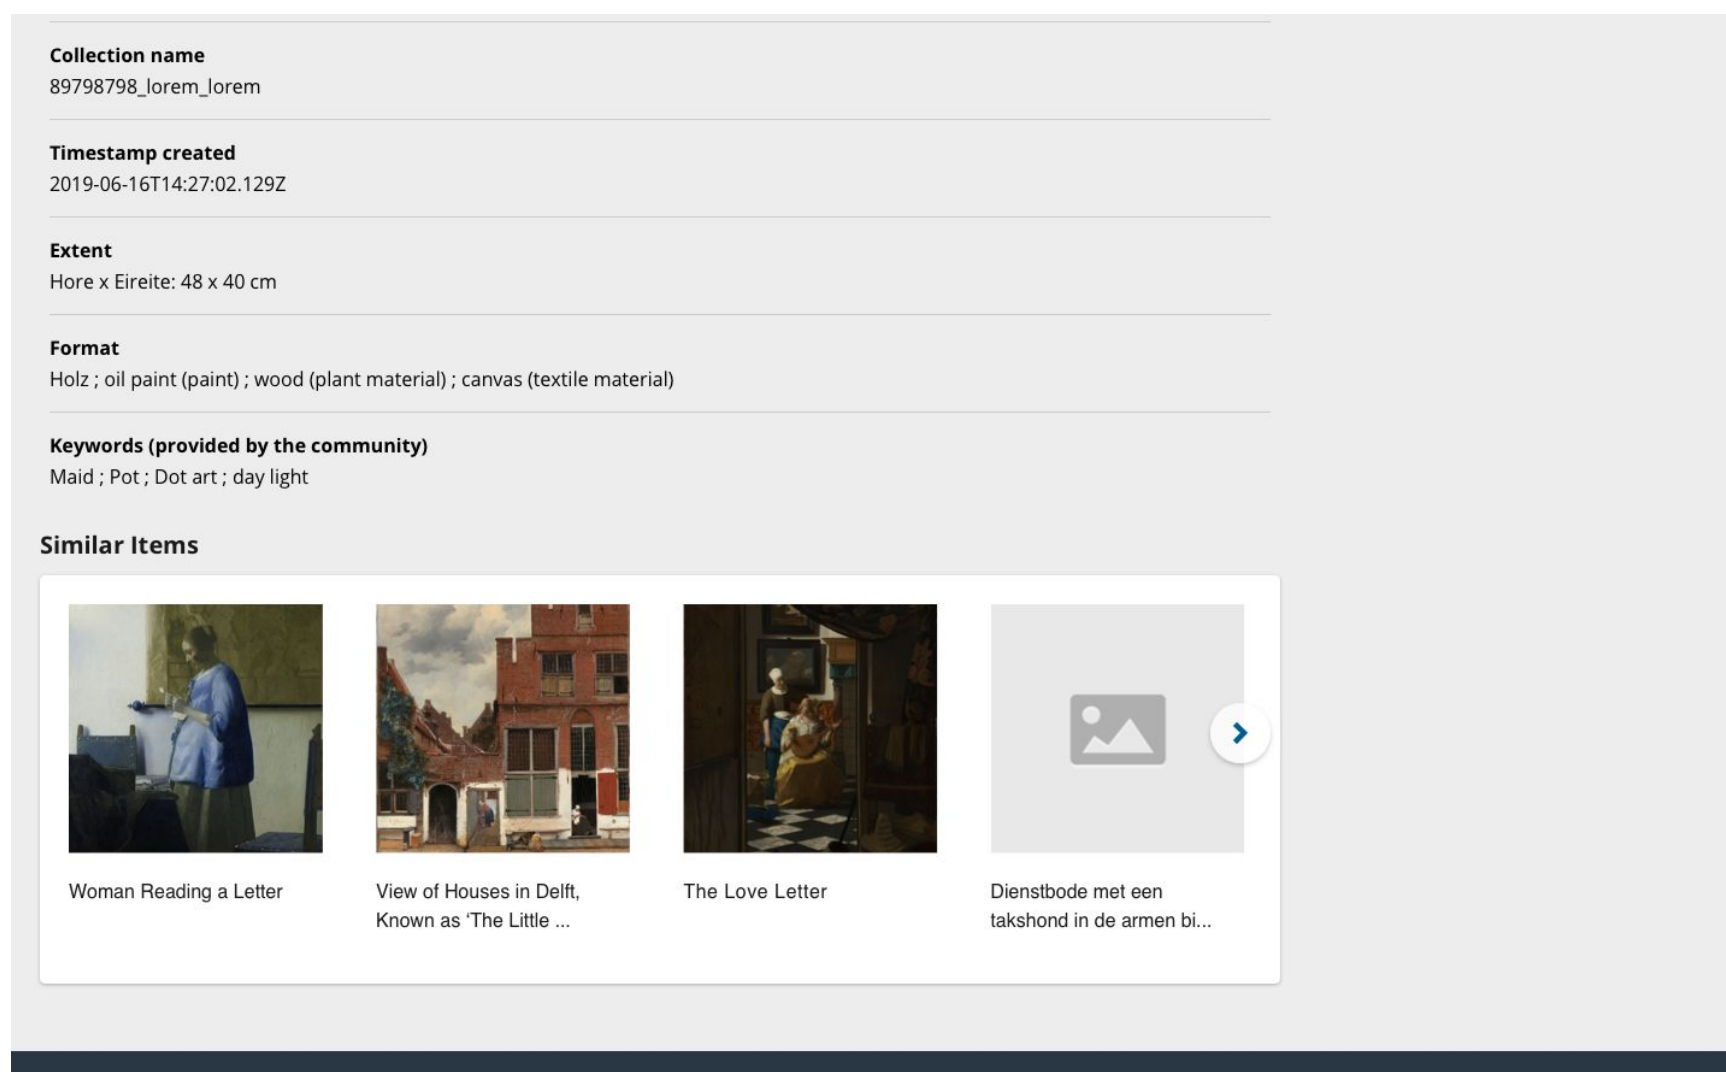 Collection name
89798798_lorem_lorem
Timestamp created
2019-06-16T14:27:02.129Z
Extent
Hore x Eireite: 48 x 40 cm
Format
Holz ; oil paint (paint) ; wood (plant material) ; canvas (textile material)
Keywords (provided by the community)
Maid ; Pot ; Dot art ; day light
Similar Items
Woman Reading a Letter
View of Houses in Delft,
Known as ‘The Little ...
The Love Letter
Dienstbode met een
takshond in de armen bi...